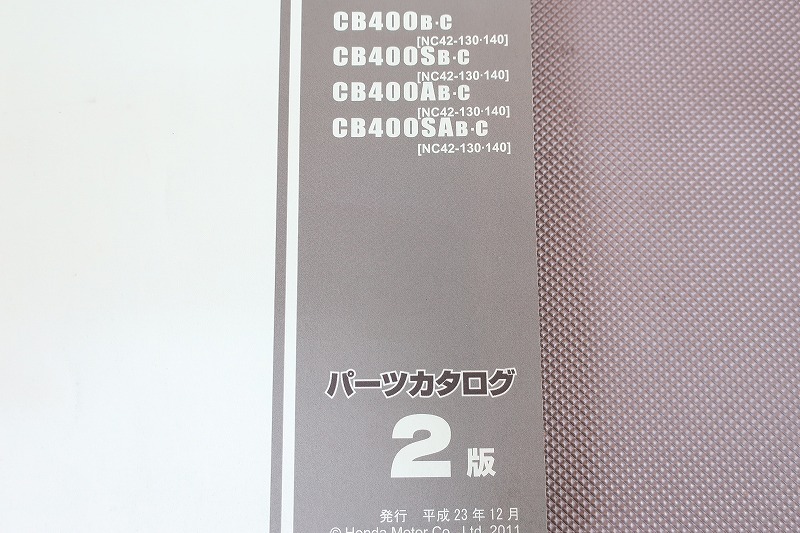 CB400B·C
[NC42-130·140]
CB400SB·C
[NC42-130·140]
CB400AB·C
[NC42-130·140]
CB400SAB·C
[NC42-130·140]
パーツカタログ
2版
発行 平成23年12月
© Honda Motor Co., Ltd. 2011